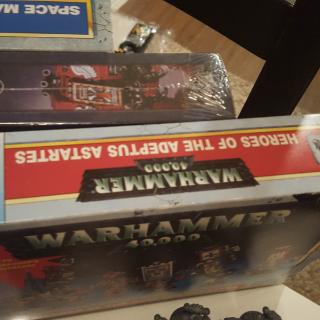 SPACE MA
HEROES OF THE ADEPTUS ASTARTES
WARHAMMER
40,000
WARHAMMER
40,000